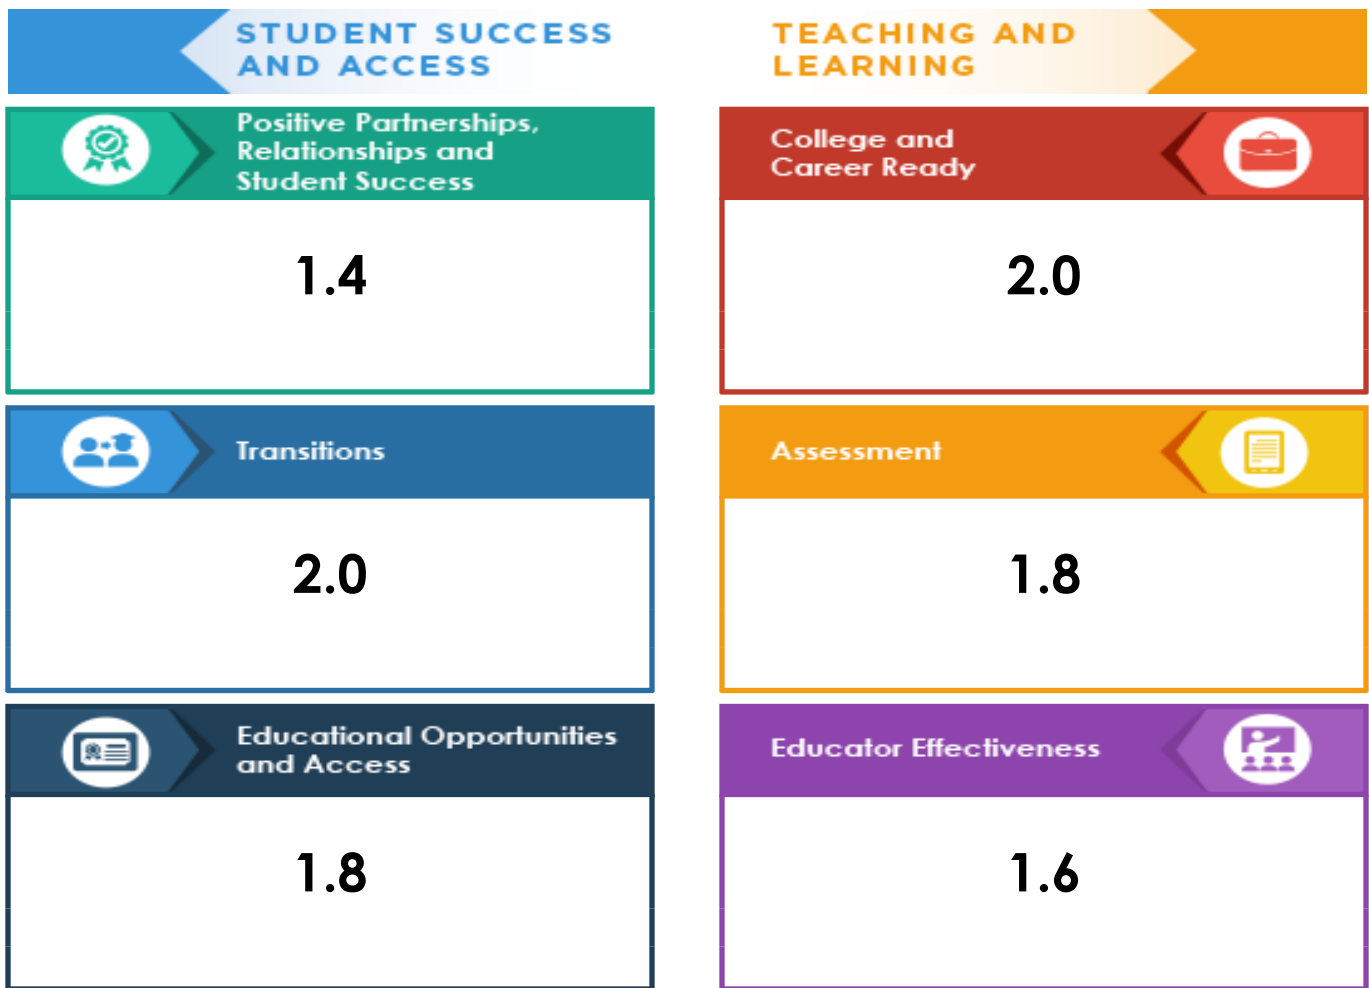 STUDENT SUCCESS
AND ACCESS
Positive Partnerships,
Relationships and
Student Success
1.4
Transitions
2.0
Educational Opportunities
and Access
1.8
TEACHING AND
LEARNING
College and
Career Ready
2.0
Assessment
1.8
Educator Effectiveness
1.6